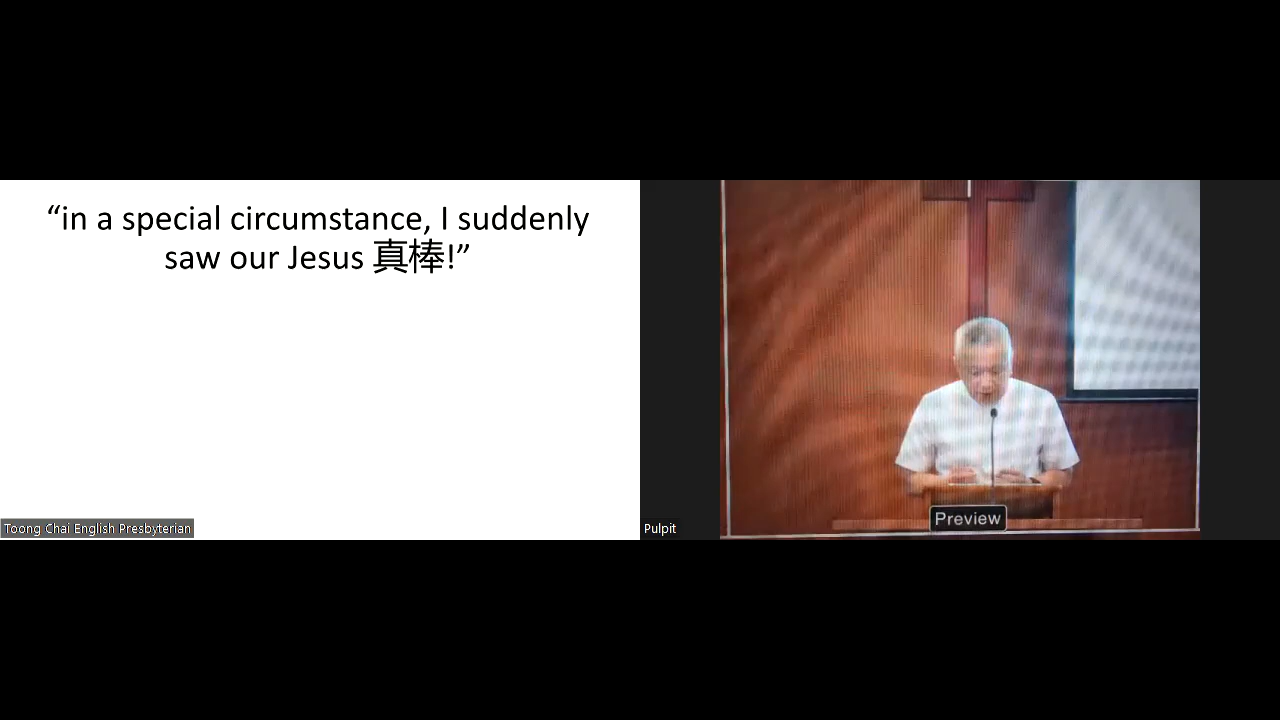 “in a special circumstance, I suddenly
saw our Jesus 真棒!”
Toong Chai English Presbyterian
Pulpit
Preview